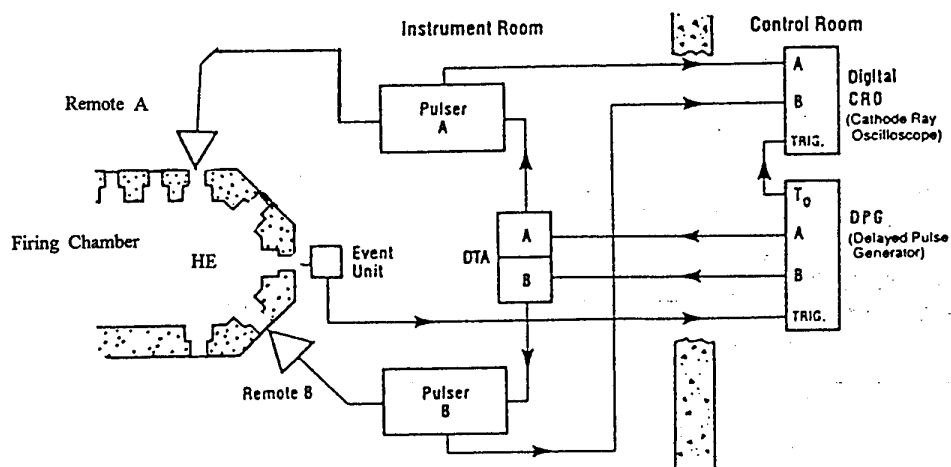 Instrument Room
Control Room
Remote A
Pulser
A
A
B
TRIG.
Digital
CRO
(Cathode Ray
Oscilloscope)
Firing Chamber
HE
Event
Unit
DTA
A
B
To
A
B
TRIG.
DPG
(Delayed Pulse
Generator)
Remote B
Pulser
B